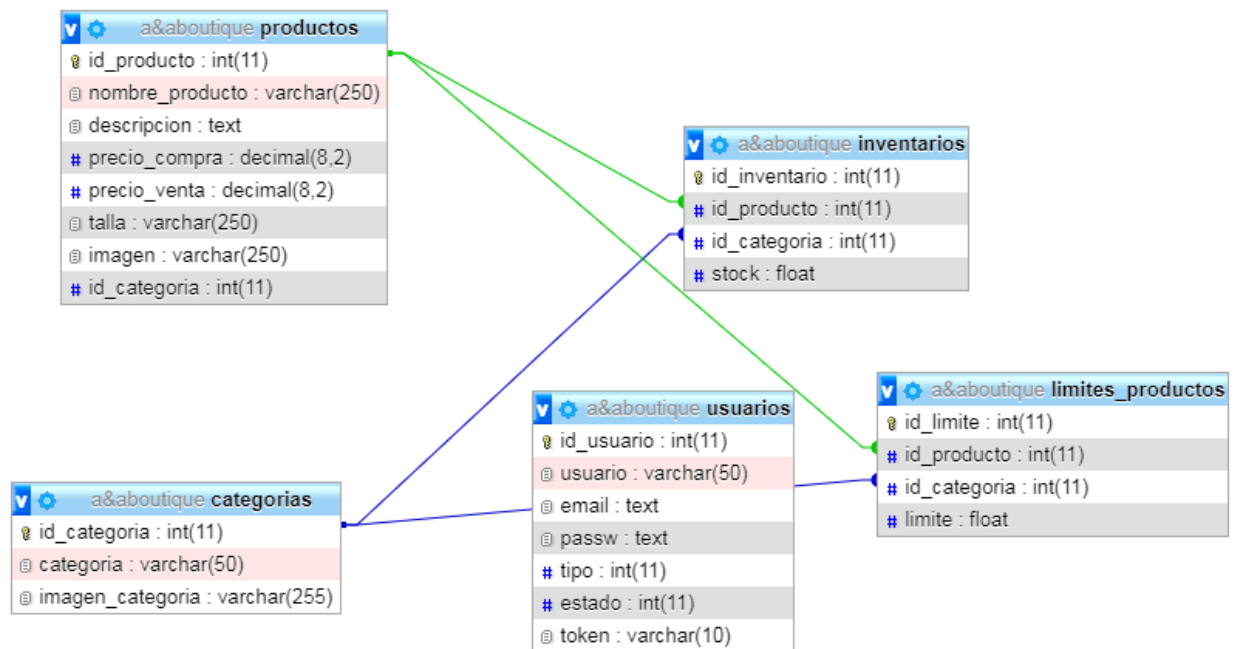 v a&aboutique productos
id_producto : int(11)
nombre_producto : varchar(250)
descripcion : text
# precio_compra : decimal(8,2)
# precio_venta : decimal(8,2)
talla : varchar(250)
imagen : varchar(250)
# id_categoria : int(11)
v a&aboutique inventarios
id_inventario : int(11)
# id_producto : int(11)
# id_categoria : int(11)
# stock : float
v a&aboutique limites_productos
id_limite : int(11)
# id_producto : int(11)
# id_categoria : int(11)
# limite : float
v a&aboutique usuarios
id_usuario : int(11)
usuario : varchar(50)
email : text
passw : text
# tipo : int(11)
# estado : int(11)
token : varchar(10)
v a&aboutique categorias
id_categoria : int(11)
categoria : varchar(50)
imagen_categoria : varchar(255)